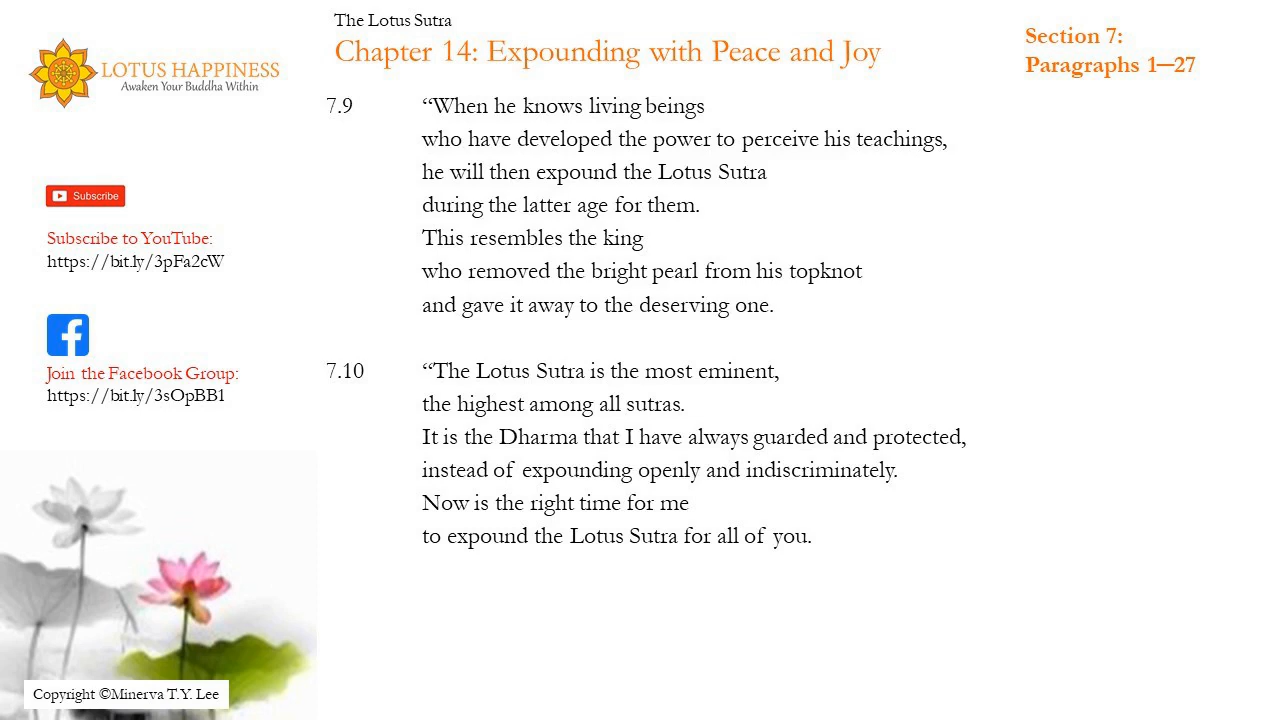 The Lotus Sutra
Chapter 14: Expounding with Peace and Joy
Section 7:
Paragraphs 1—27
LOTUS HAPPINESS
Awaken Your Buddha Within
Subscribe
Subscribe to YouTube:
https://bit.ly/3pFa2cW
Join the Facebook Group:
https://bit.ly/3sOpBB1
Copyright ©Minerva T.Y. Lee
7.9 “When he knows living beings
who have developed the power to perceive his teachings,
he will then expound the Lotus Sutra
during the latter age for them.
This resembles the king
who removed the bright pearl from his topknot
and gave it away to the deserving one.
7.10 “The Lotus Sutra is the most eminent,
the highest among all sutras.
It is the Dharma that I have always guarded and protected,
instead of expounding openly and indiscriminately.
Now is the right time for me
to expound the Lotus Sutra for all of you.